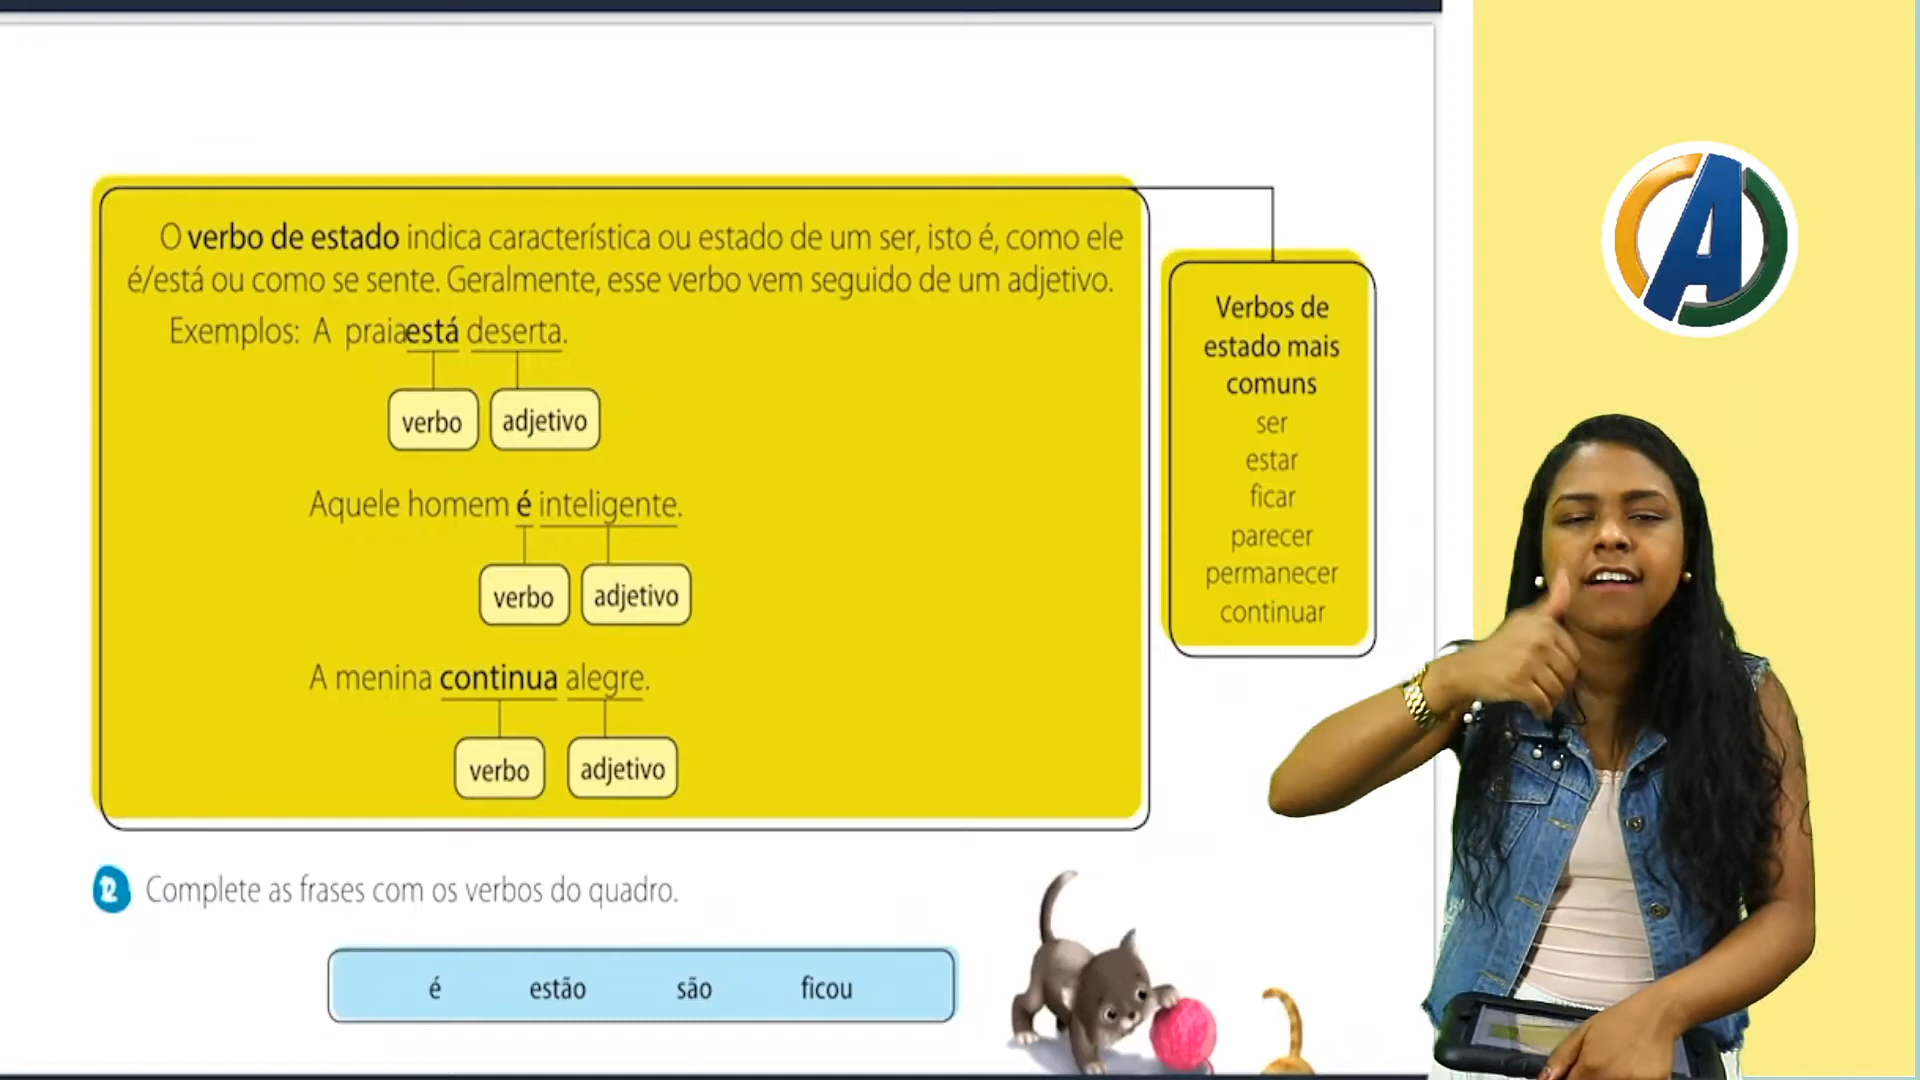 O verbo de estado indica característica ou estado de um ser, isto é, como ele
é/está ou como se sente. Geralmente, esse verbo vem seguido de um adjetivo.
Exemplos: A praia está deserta.
verbo adjetivo
Aquele homem é inteligente.
verbo adjetivo
A menina continua alegre.
verbo adjetivo
Verbos de
estado mais
comuns
ser
estar
ficar
parecer
permanecer
continuar
2 Complete as frases com os verbos do quadro.
é estão são ficou
A